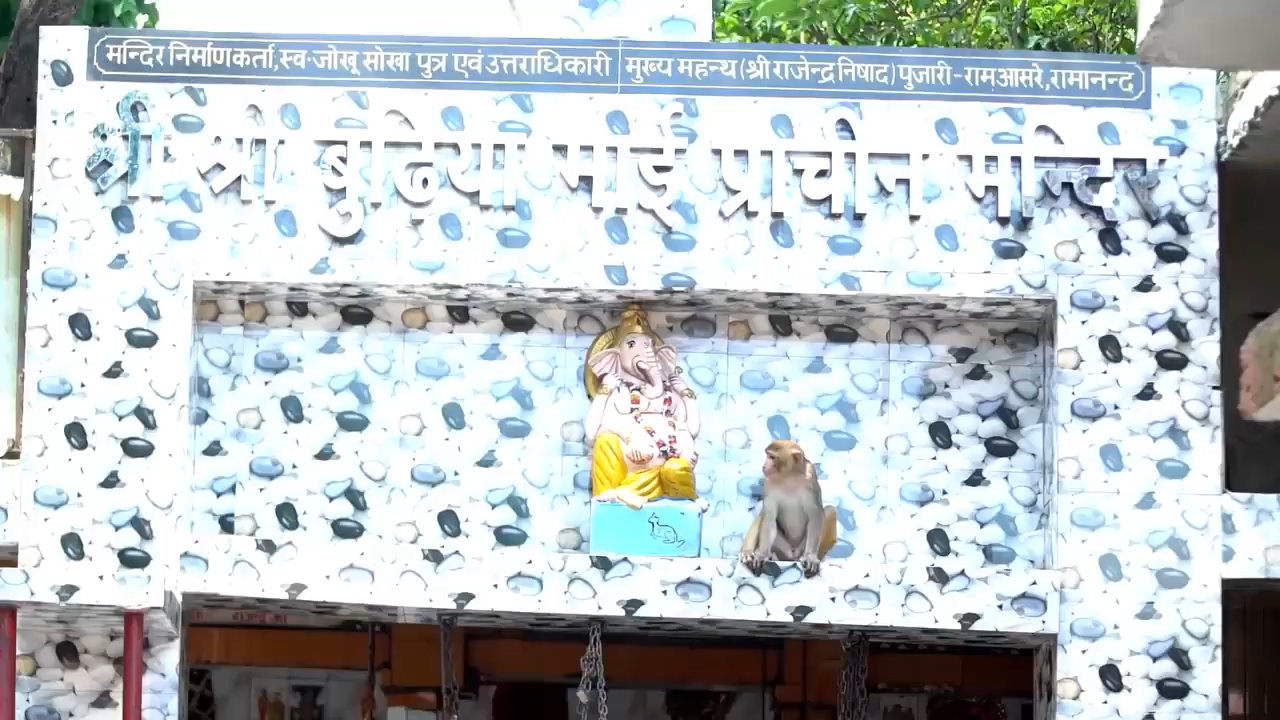 मन्दिर निर्माणकर्ता,स्व॰जोखू सोखा पुत्र एवं उत्तराधिकारी मुख्य महन्थ (श्री राजेन्द्र निषाद) पुजारी-रामआसरे,रामानन्द
श्री श्री बुढ़िया माई प्राचीन मन्दिर